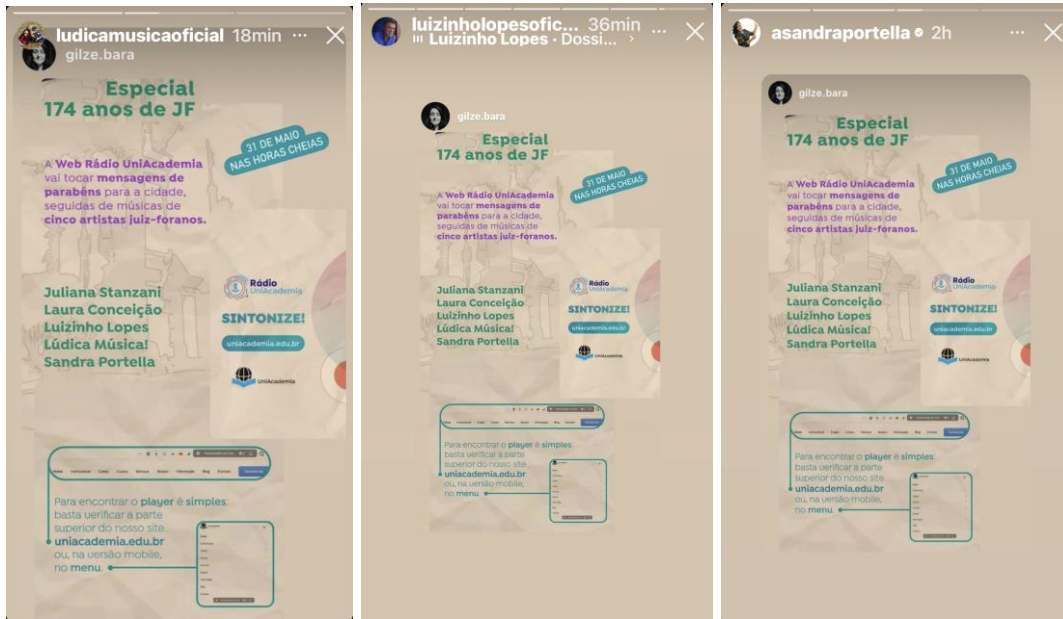 ludicamusicaoficial 18min ...
gilze.bara
Especial
174 anos de JF
31 DE MAIO
NAS HORAS CHEIAS
A Web Rádio UniAcademia
vai tocar mensagens de
parabéns para a cidade,
seguidas de músicas de
cinco artistas juiz-foranos.
Juliana Stanzani
Laura Conceição
Luizinho Lopes
Lúdica Música!
Sandra Portella
Rádio
UniAcademia
SINTONIZE!
uniacademia.edu.br
UniAcademia
Para encontrar o player é simples:
basta verificar a parte
superior do nosso site
uniacademia.edu.br
ou, na versão mobile,
no menu.
luizinholopesofic... 36min ...
Luizinho Lopes • Dossi... >
gilze.bara
Especial
174 anos de JF
31 DE MAIO
NAS HORAS CHEIAS
A Web Rádio UniAcademia
vai tocar mensagens de
parabéns para a cidade,
seguidas de músicas de
cinco artistas juiz-foranos.
Juliana Stanzani
Laura Conceição
Luizinho Lopes
Lúdica Música!
Sandra Portella
Rádio
UniAcademia
SINTONIZE!
uniacademia.edu.br
UniAcademia
Para encontrar o player é simples:
basta verificar a parte
superior do nosso site
uniacademia.edu.br
ou, na versão mobile,
no menu.
asandraportella 2h ...
gilze.bara
Especial
174 anos de JF
31 DE MAIO
NAS HORAS CHEIAS
A Web Rádio UniAcademia
vai tocar mensagens de
parabéns para a cidade,
seguidas de músicas de
cinco artistas juiz-foranos.
Juliana Stanzani
Laura Conceição
Luizinho Lopes
Lúdica Música!
Sandra Portella
Rádio
UniAcademia
SINTONIZE!
uniacademia.edu.br
UniAcademia
Para encontrar o player é simples:
basta verificar a parte
superior do nosso site
uniacademia.edu.br
ou, na versão mobile,
no menu.